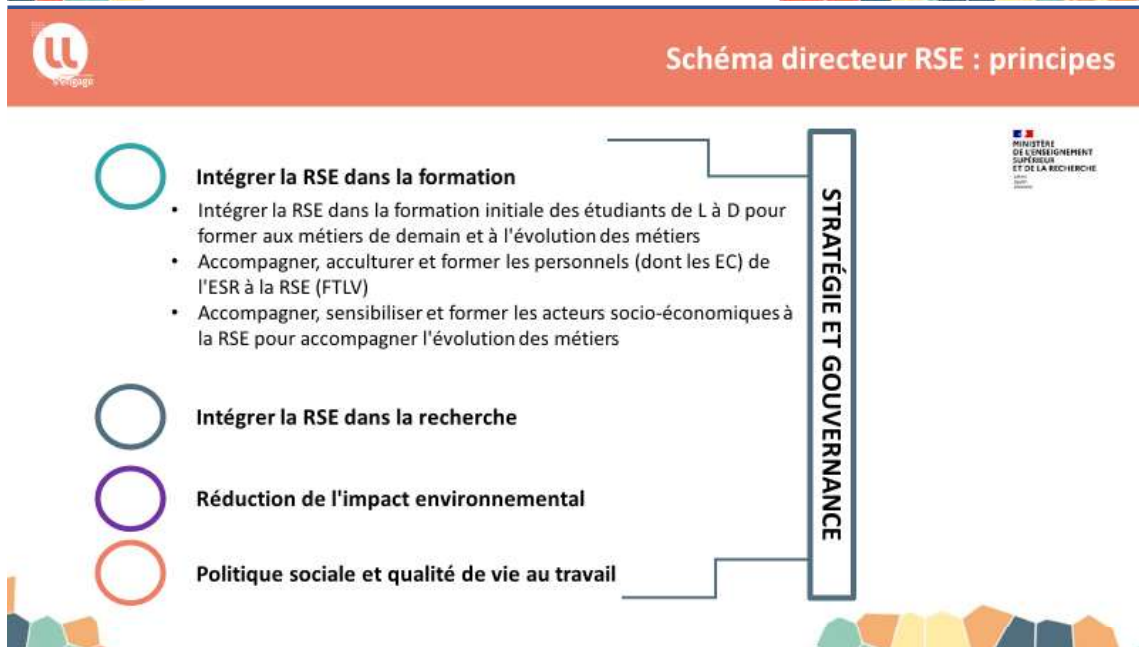 s'engage
Schéma directeur RSE : principes
MINISTÈRE
DE L'ENSEIGNEMENT
SUPÉRIEUR
ET DE LA RECHERCHE
Intégrer la RSE dans la formation
• Intégrer la RSE dans la formation initiale des étudiants de L à D pour
former aux métiers de demain et à l'évolution des métiers
• Accompagner, acculturer et former les personnels (dont les EC) de
l'ESR à la RSE (FTLV)
• Accompagner, sensibiliser et former les acteurs socio-économiques à
la RSE pour accompagner l'évolution des métiers
Intégrer la RSE dans la recherche
Réduction de l'impact environnemental
Politique sociale et qualité de vie au travail
STRATÉGIE ET GOUVERNANCE